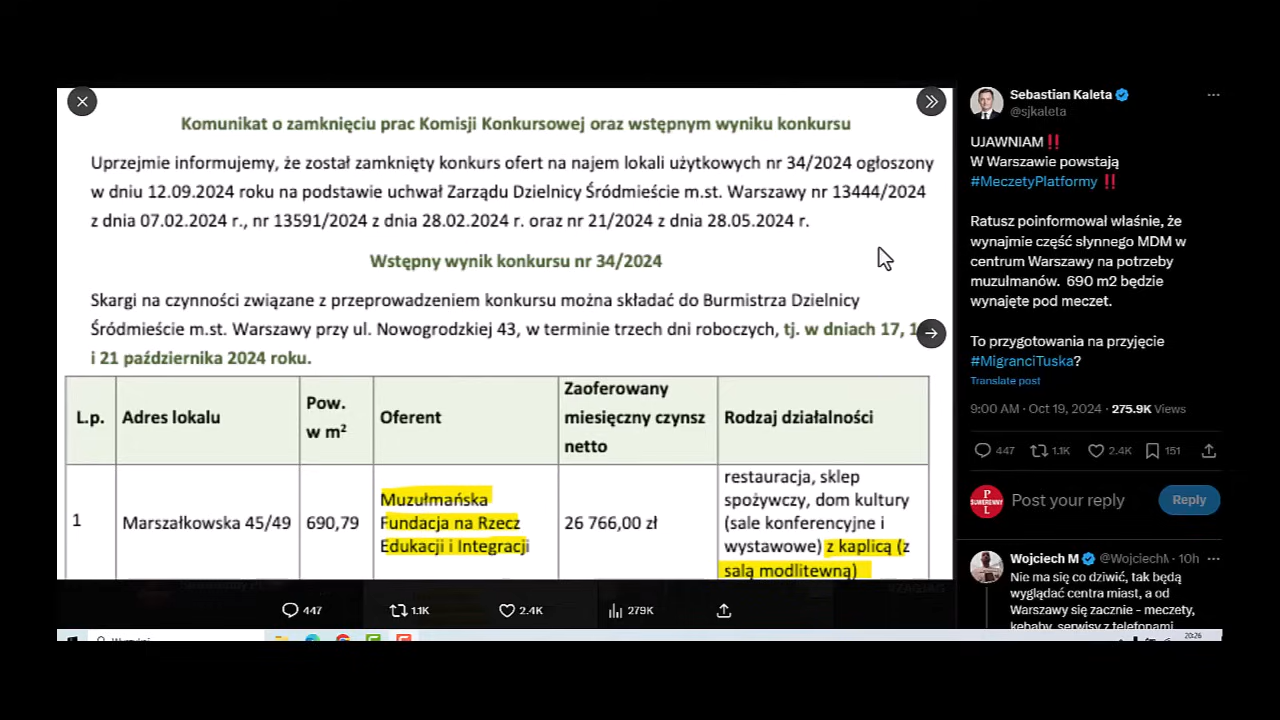 Komunikat o zamknięciu prac Komisji Konkursowej oraz wstępnym wyniku konkursu
Uprzejmie informujemy, że został zamknięty konkurs ofert na najem lokali użytkowych nr 34/2024 ogłoszony
w dniu 12.09.2024 roku na podstawie uchwał Zarządu Dzielnicy Śródmieście m.st. Warszawy nr 13444/2024
z dnia 07.02.2024 r., nr 13591/2024 z dnia 28.02.2024 r. oraz nr 21/2024 z dnia 28.05.2024 r.
Wstępny wynik konkursu nr 34/2024
Skargi na czynności związane z przeprowadzeniem konkursu można składać do Burmistrza Dzielnicy
Śródmieście m.st. Warszawy przy ul. Nowogrodzkiej 43, w terminie trzech dni roboczych, tj. w dniach 17,
i 21 października 2024 roku.
L.p.
Adres lokalu
Pow.
w m²
Oferent
Zaoferowany
miesięczny czynsz
netto
Rodzaj działalności
1
Marszałkowska 45/49
690,79
Muzułmańska
Fundacja na Rzecz
Edukacji i Integracji
26 766,00 zł
restauracja, sklep
spożywczy, dom kultury
(sale konferencyjne i
wystawowe) z kaplicą (z
salą modlitewną)
447
1.1K
2.4K
279K
Sebastian Kaleta
@sjkaleta
UJAWNIAM‼️
W Warszawie powstają
#MeczetyPlatformy ‼️
Ratusz poinformował właśnie, że
wynajmie część słynnego MDM w
centrum Warszawy na potrzeby
muzułmanów. 690 m2 będzie
wynajęte pod meczet.
To przygotowania na przyjęcie
#MigranciTuska?
Translate post
9:00 AM · Oct 19, 2024 · 275.9K Views
447
1.1K
2.4K
151
Post your reply
Reply
Wojciech M @WojciechM · 10h
Nie ma się co dziwić, tak będą
wyglądać centra miast, a od
Warszawy się zacznie - meczety,
kebaby, serwisy z telefonami
20:26